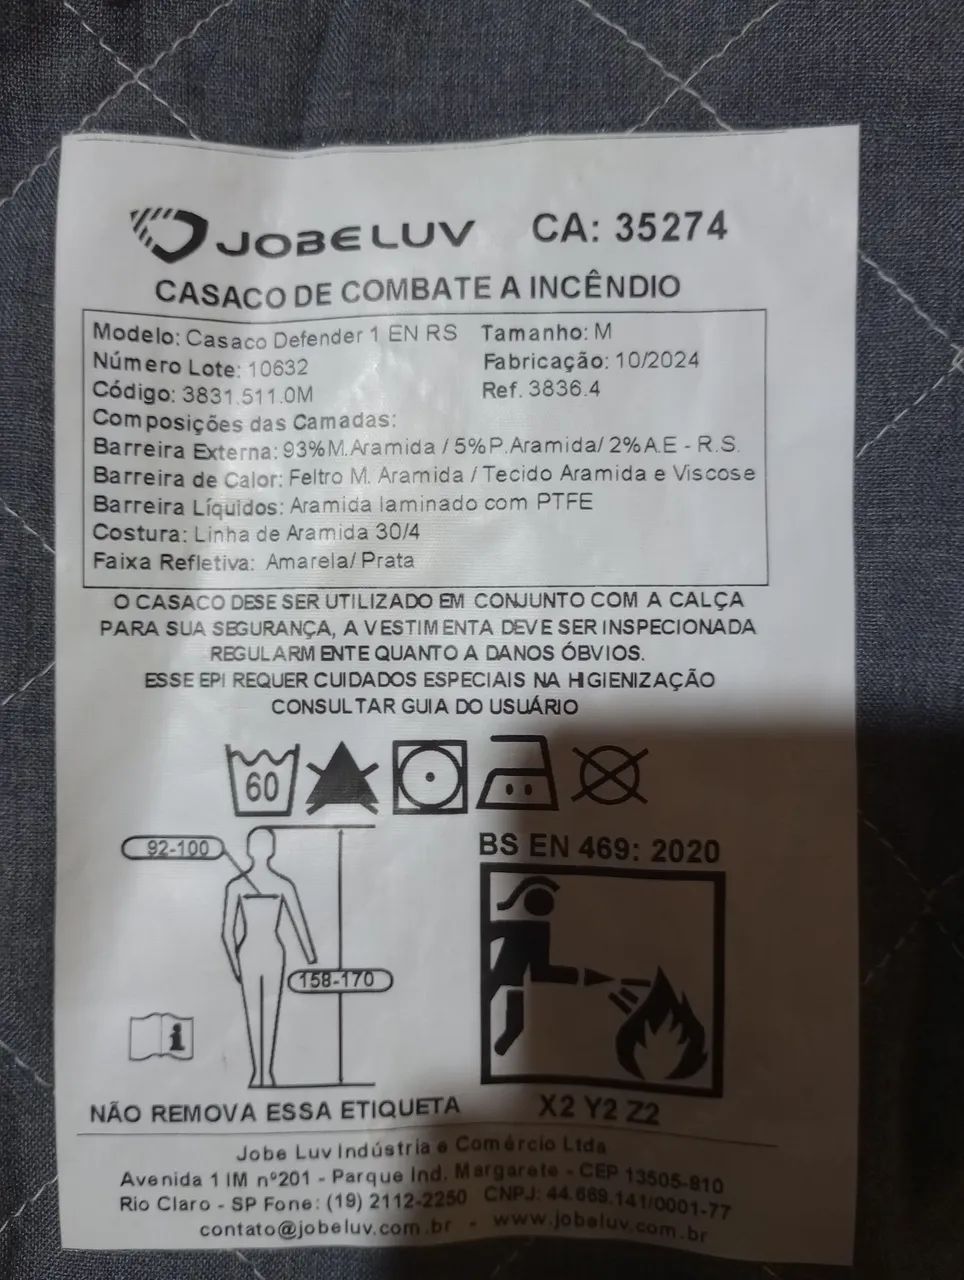 JOBELUV CA: 35274
CASACO DE COMBATE A INCÊNDIO
Modelo: Casaco Defender 1 EN RS Tamanho: M
Número Lote: 10632 Fabricação: 10/2024
Código: 3831.511.0M Ref. 3836.4
Composições das Camadas:
Barreira Externa: 93%M.Aramida / 5%P.Aramida/ 2%A.E - R.S.
Barreira de Calor: Feltro M. Aramida / Tecido Aramida e Viscose
Barreira Líquidos: Aramida laminado com PTFE
Costura: Linha de Aramida 30/4
Faixa Refletiva: Amarela/ Prata
O CASACO DESE SER UTILIZADO EM CONJUNTO COM A CALÇA
PARA SUA SEGURANÇA, A VESTIMENTA DEVE SER INSPECIONADA
REGULARMENTE QUANTO A DANOS ÓBVIOS.
ESSE EPI REQUER CUIDADOS ESPECIAIS NA HIGIENIZAÇÃO
CONSULTAR GUIA DO USUÁRIO
60
92-100
158-170
i
BS EN 469: 2020
X2 Y2 Z2
NÃO REMOVA ESSA ETIQUETA
Jobe Luv Indústria e Comércio Ltda
Avenida 1 IM nº201 - Parque Ind. Margarete - CEP 13505-810
Rio Claro - SP Fone: (19) 2112-2250 CNPJ: 44.669.141/0001-77
contato@jobeluv.com.br - www.jobeluv.com.br